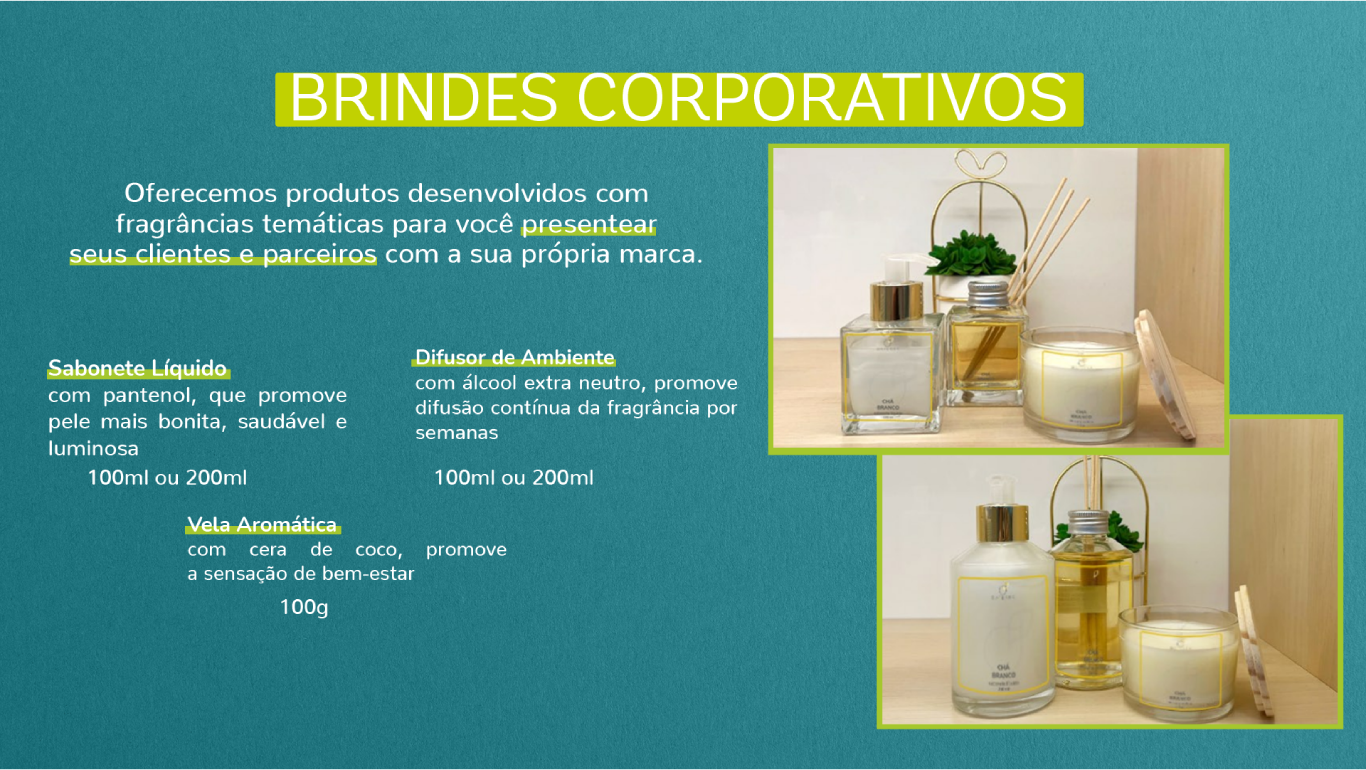 BRINDES CORPORATIVOS
Oferecemos produtos desenvolvidos com
fragrâncias temáticas para você presentear
seus clientes e parceiros com a sua própria marca.
Sabonete Líquido
com pantenol, que promove
pele mais bonita, saudável e
luminosa
100ml ou 200ml
Difusor de Ambiente
com álcool extra neutro, promove
difusão contínua da fragrância por
semanas
100ml ou 200ml
Vela Aromática
com cera de coco, promove
a sensação de bem-estar
100g
CHÁ
BRANCO
CHÁ
BRANCO